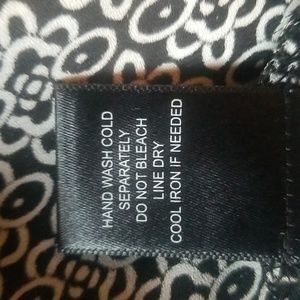 HAND WASH COLD
SEPARATELY
DO NOT BLEACH
LINE DRY
COOL IRON IF NEEDED